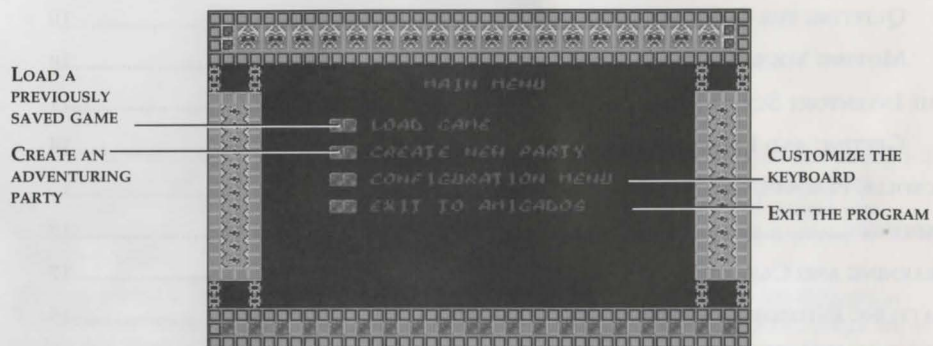 LOAD A
PREVIOUSLY
SAVED GAME
CREATE AN
ADVENTURING
PARTY
MAIN MENU
LOAD GAME
CREATE NEW PARTY
CONFIGURATION MENU
EXIT TO AMIGADOS
CUSTOMIZE THE
KEYBOARD
EXIT THE PROGRAM